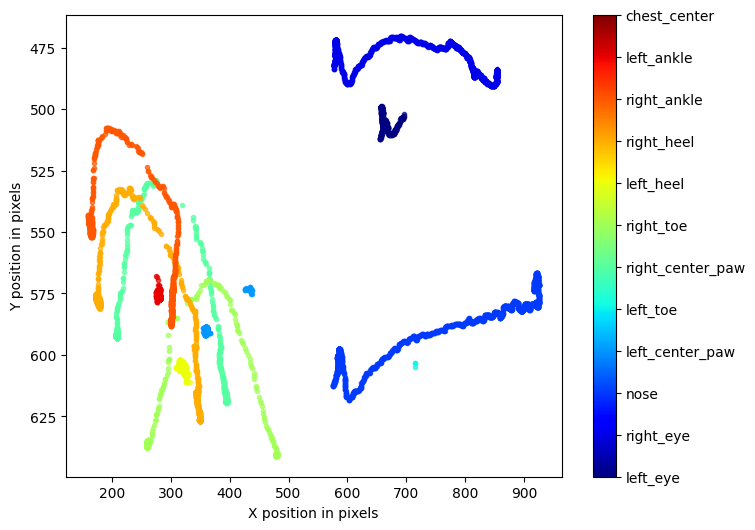 475
500
525
550
575
600
625
200
300
400
500
600
700
800
900
Y position in pixels
X position in pixels
chest_center
left_ankle
right_ankle
right_heel
left_heel
right_toe
right_center_paw
left_toe
left_center_paw
nose
right_eye
left_eye